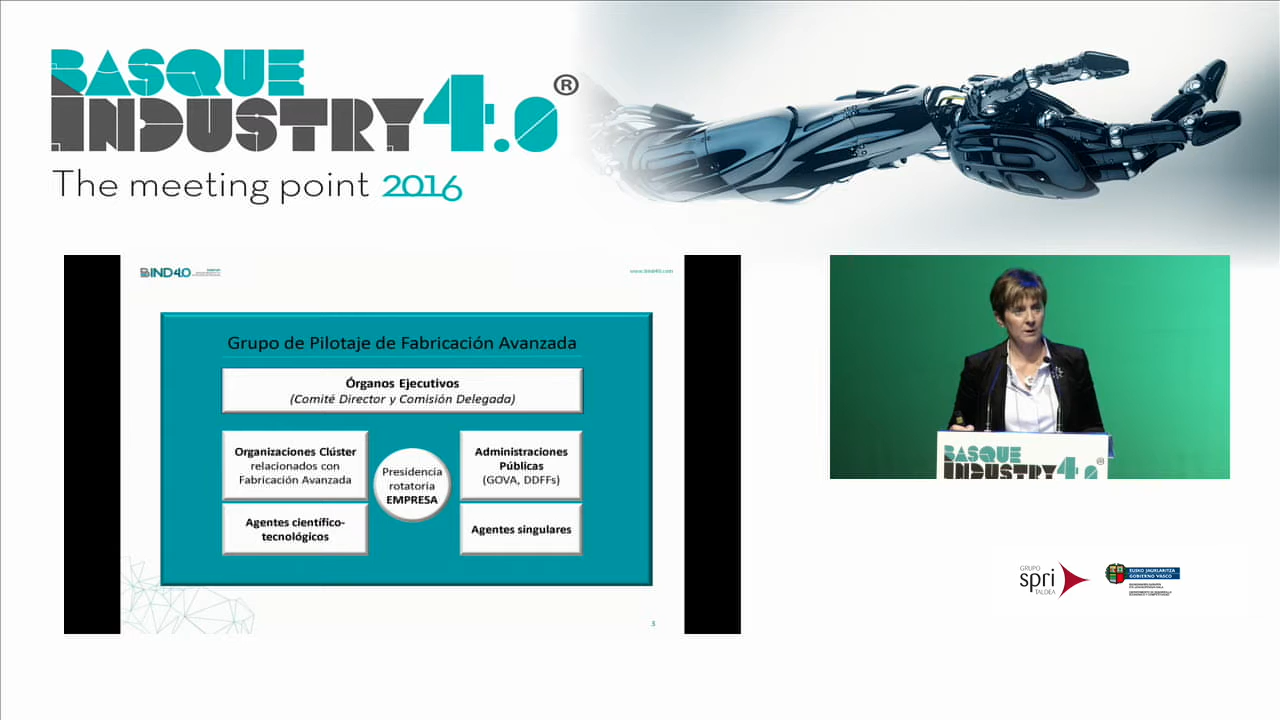 BASQUE
INDUSTRY 4.0®
The meeting point 2016
BIND4.0
www.bind40.com
Grupo de Pilotaje de Fabricación Avanzada
Órganos Ejecutivos
(Comité Director y Comisión Delegada)
Organizaciones Clúster
relacionados con
Fabricación Avanzada
Agentes científico-
tecnológicos
Presidencia
rotatoria
EMPRESA
Administraciones
Públicas
(GOVA, DDFFs)
Agentes singulares
3
BASQUE
INDUSTRY 4.0®
GRUPO
spri
TALDEA
EUSKO JAURLARITZA
GOBIERNO VASCO